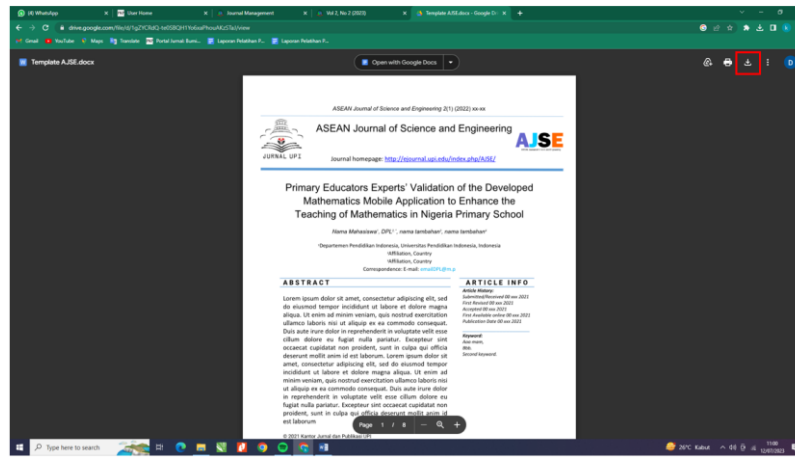 (4) WhatsApp
User Home
Journal Management
Vol 2, No 2 (2023)
Template AJSE.docx - Google Dr
Gmail
YouTube
Maps
Translate
Portal Jurnal Bumi...
Laporan Pelatihan P...
Laporan Pelatihan P...
Template AJSE.docx
Open with Google Docs
D
ASEAN Journal of Science and Engineering 2(1) (2022) xx-xx
ASEAN Journal of Science and Engineering
AJSE
JURNAL UPI
Journal homepage: http://ejournal.upi.edu/index.php/AJSE/
Primary Educators Experts' Validation of the Developed
Mathematics Mobile Application to Enhance the
Teaching of Mathematics in Nigeria Primary School
Nama Mahasiswa, DPL, nama tambahan, nama tambahan
Departemen Pendidikan Indonesia, Universitas Pendidikan Indonesia, Indonesia
Affiliation, Country
Affiliation, Country
Correspondence: E-mail:
ABSTRACT
Lorem ipsum dolor sit amet, consectetur adipiscing elit, sed
do eiusmod tempor incididunt ut labore et dolore magna
aliqua. Ut enim ad minim veniam, quis nostrud exercitation
ullamco laboris nisi ut aliquip ex ea commodo consequat.
Duis aute irure dolor in reprehenderit in voluptate velit esse
cillum dolore eu fugiat nulla pariatur. Excepteur sint
occaecat cupidatat non proident, sunt in culpa qui officia
deserunt mollit anim id est laborum. Lorem ipsum dolor sit
amet, consectetur adipiscing elit, sed do eiusmod tempor
incididunt ut labore et dolore magna aliqua. Ut enim ad
minim veniam, quis nostrud exercitation ullamco laboris nisi
ut aliquip ex ea commodo consequat. Duis aute irure dolor
in reprehenderit in voluptate velit esse cillum dolore eu
fugiat nulla pariatur. Excepteur sint occaecat cupidatat non
proident, sunt in culpa qui officia deserunt mollit anim id
est laborum
© 2021 Kantor Jurnal dan Publikasi UPI
ARTICLE INFO
Article History:
Submitted/Received 00 xxx 2021
First Revised 00 xxx 2021
Accepted 00 xxx 2021
First Available online 00 xxx 2021
Publication Date 00 xxx 2021
Keyword:
Second keyword.
Page 1 / 8
Type here to search
26°C Kabut
11:00
12/07/2023